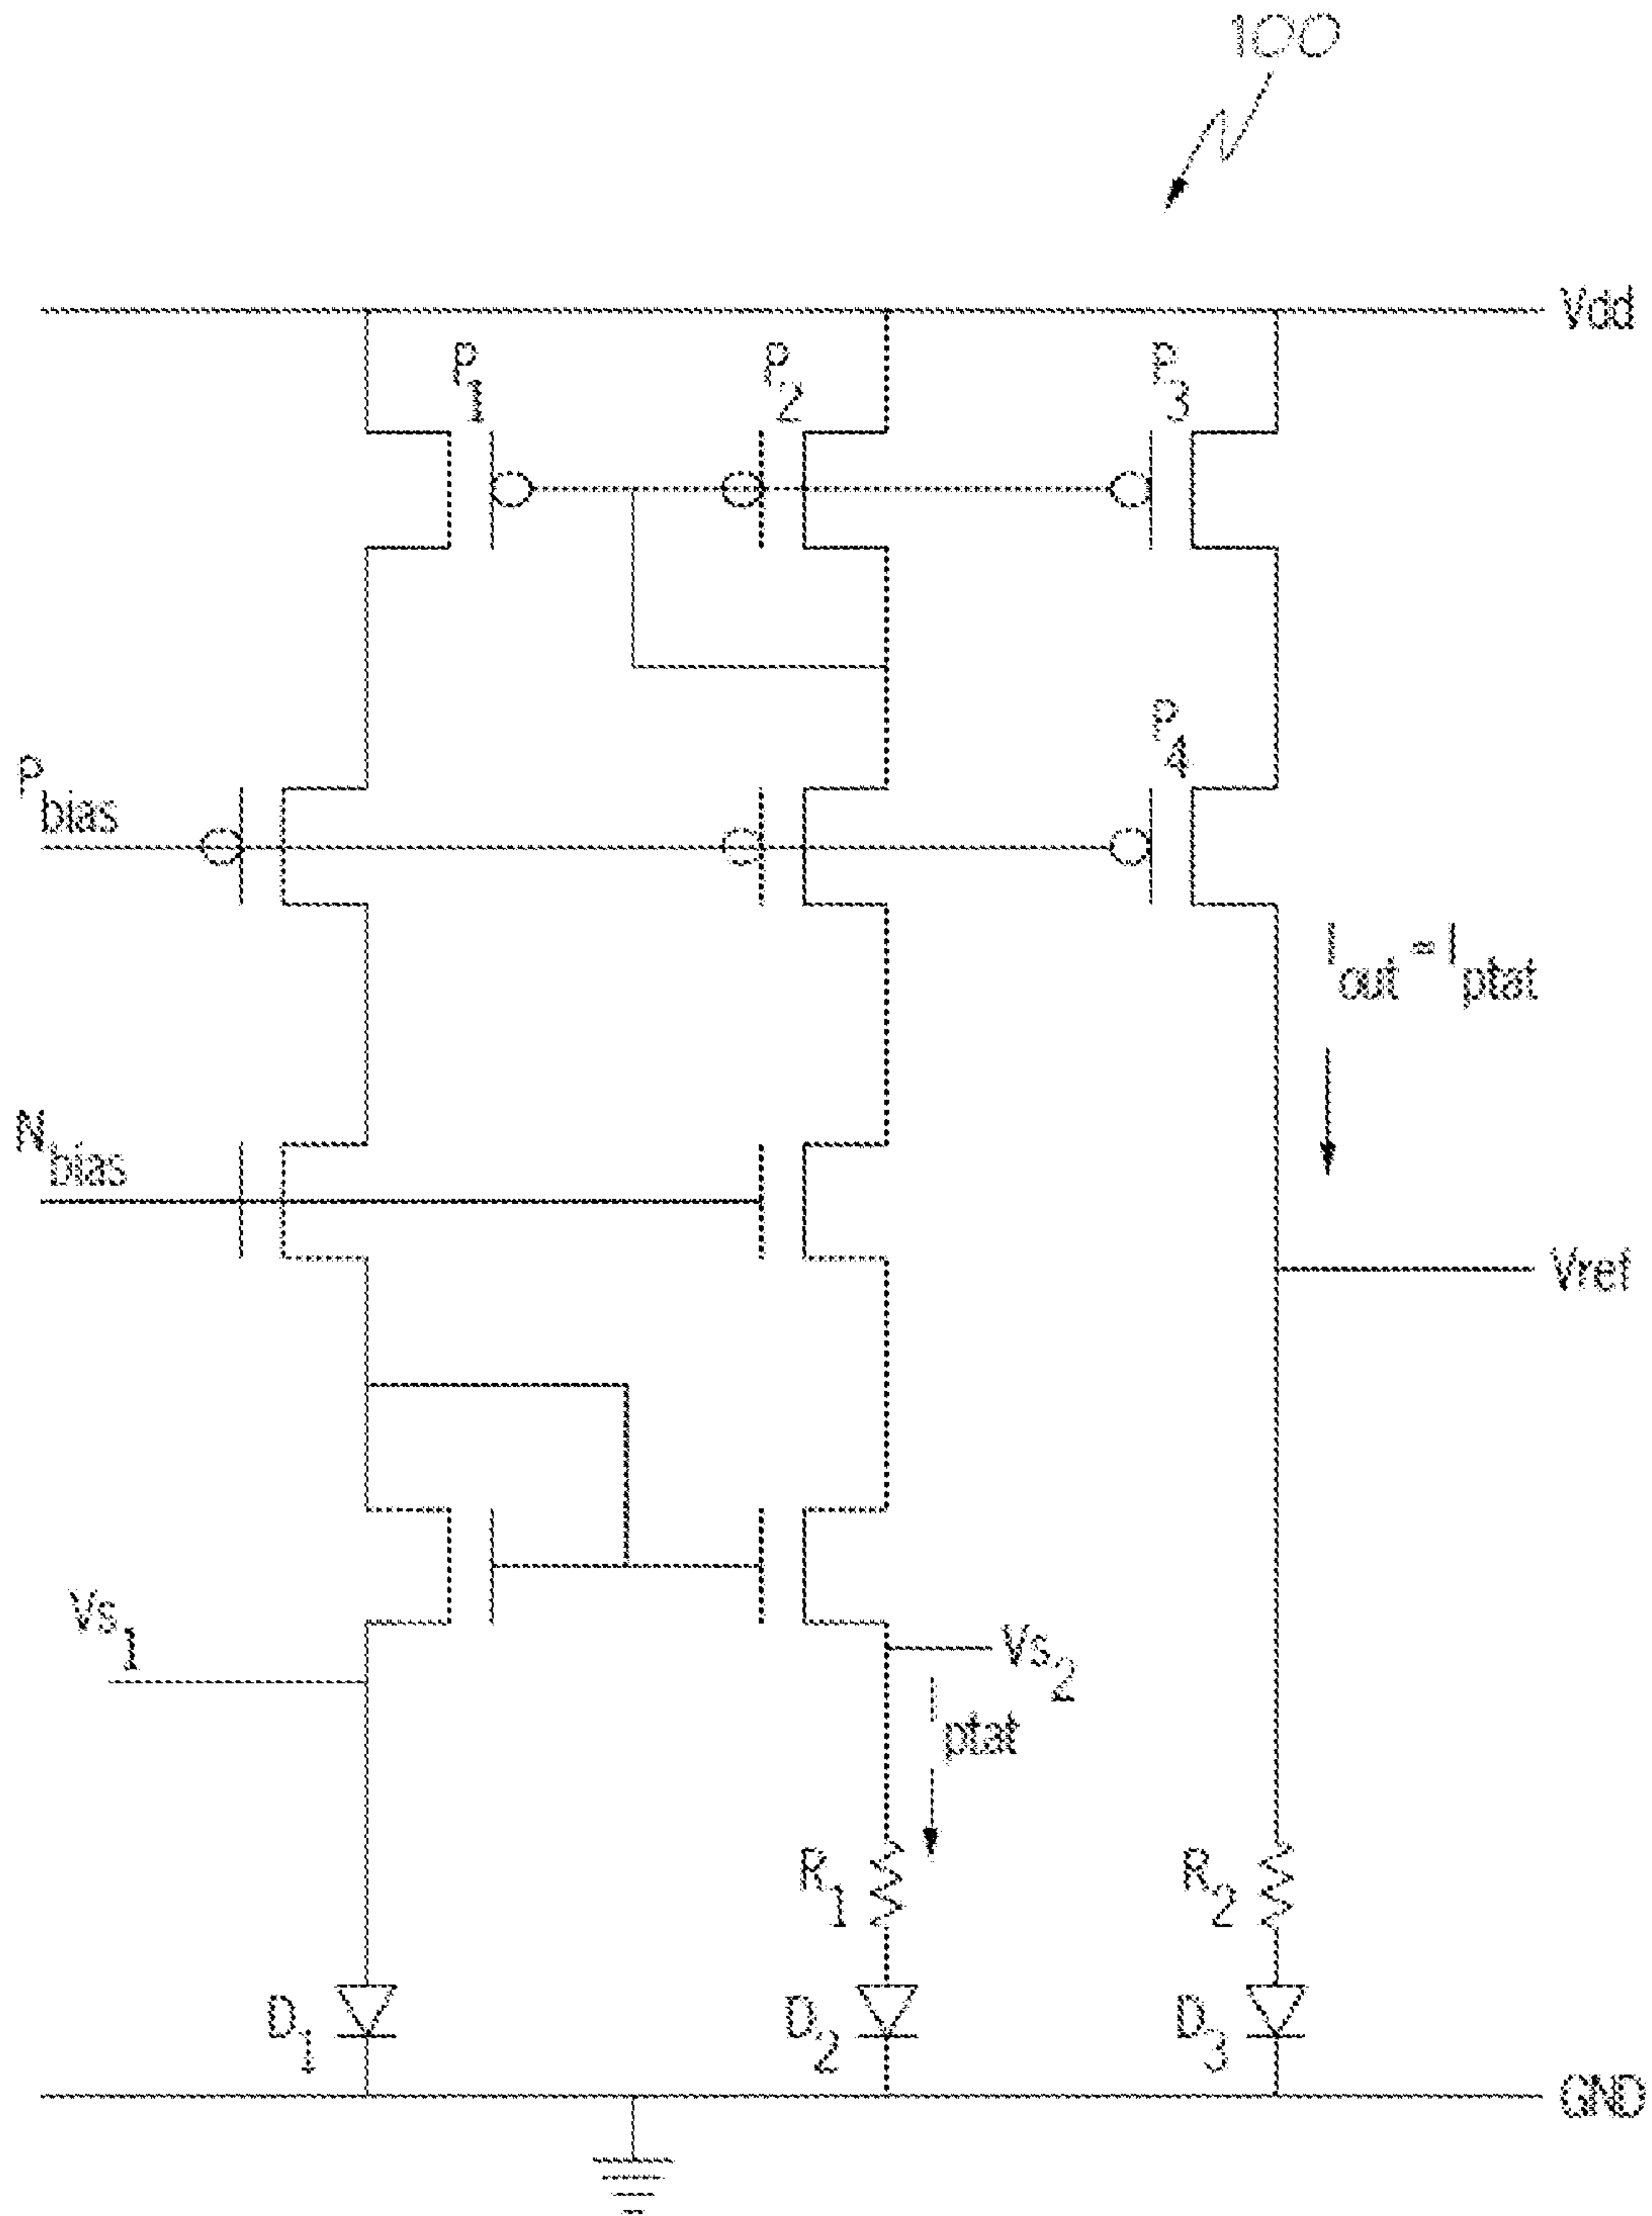 100
Vdd
P1
P2
P3
P4
Pbias
Iout = Iptat
Nbias
Vref
Vs1
Vs2
Iptat
R1
R2
D1
D2
D3
GND